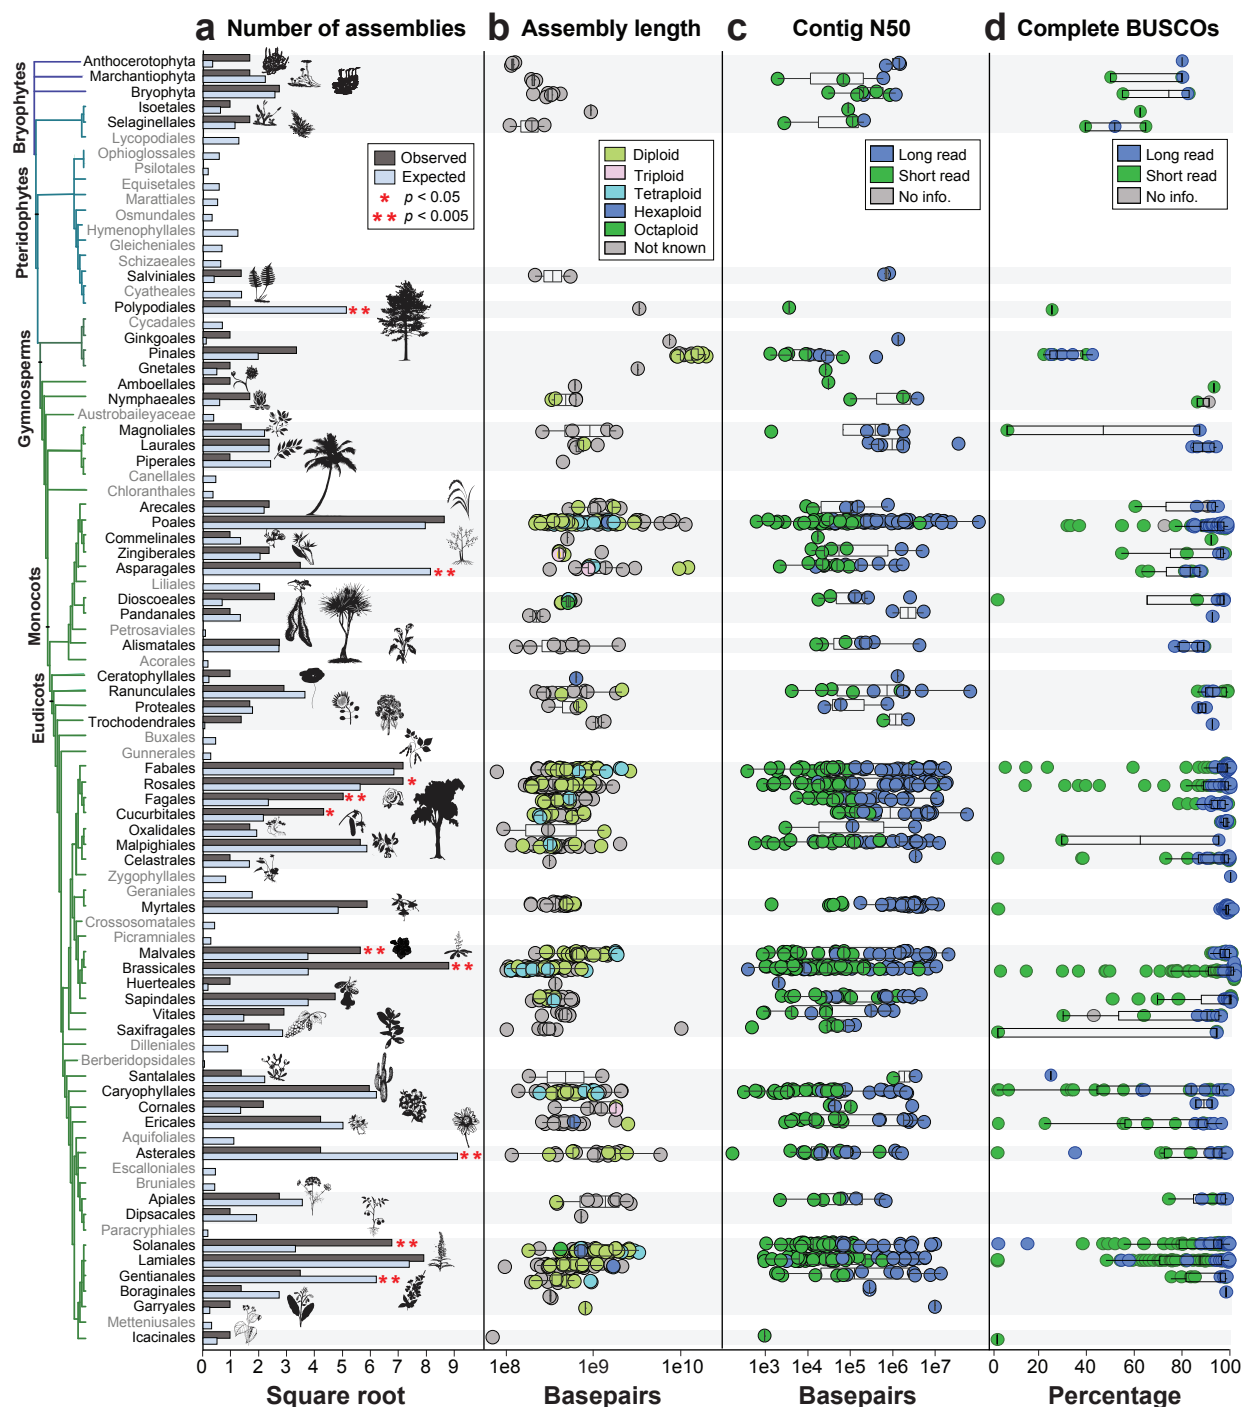 a Number of assemblies
b Assembly length
c Contig N50
d Complete BUSCOs
Bryophytes
Pteridophytes
Gymnosperms
Monocots
Eudicots
Anthocerotophyta
Marchantiophyta
Bryophyta
Isoetales
Selaginellales
Lycopodiales
Ophioglossales
Psilotales
Equisetales
Marattiales
Osmundales
Hymenophyllales
Gleicheniales
Schizaeales
Salviniales
Cyatheales
Polypodiales
Cycadales
Ginkgoales
Pinales
Gnetales
Amboellales
Nymphaeales
Austrobaileyaceae
Magnoliales
Laurales
Piperales
Canellales
Chloranthales
Arecales
Poales
Commelinales
Zingiberales
Asparagales
Liliales
Dioscoeales
Pandanales
Petrosaviales
Alismatales
Acorales
Ceratophyllales
Ranunculales
Proteales
Trochodendrales
Buxales
Gunnerales
Fabales
Rosales
Fagales
Cucurbitales
Oxalidales
Malpighiales
Celastrales
Zygophyllales
Geraniales
Myrtales
Crossosomatales
Picramniales
Malvales
Brassicales
Huerteales
Sapindales
Vitales
Saxifragales
Dilleniales
Berberidopsidales
Santalales
Caryophyllales
Cornales
Ericales
Aquifoliales
Asterales
Escalloniales
Bruniales
Apiales
Dipsacales
Paracryphiales
Solanales
Lamiales
Gentianales
Boraginales
Garryales
Metteniusales
Icacinales
Observed
Expected
* p < 0.05
** p < 0.005
**
**
*
**
*
**
**
**
**
**
Diploid
Triploid
Tetraploid
Hexaploid
Octaploid
Not known
Long read
Short read
No info.
Long read
Short read
No info.
0 1 2 3 4 5 6 7 8 9
Square root
1e8 1e9 1e10
Basepairs
1e3 1e4 1e5 1e6 1e7
Basepairs
0 20 40 60 80 100
Percentage